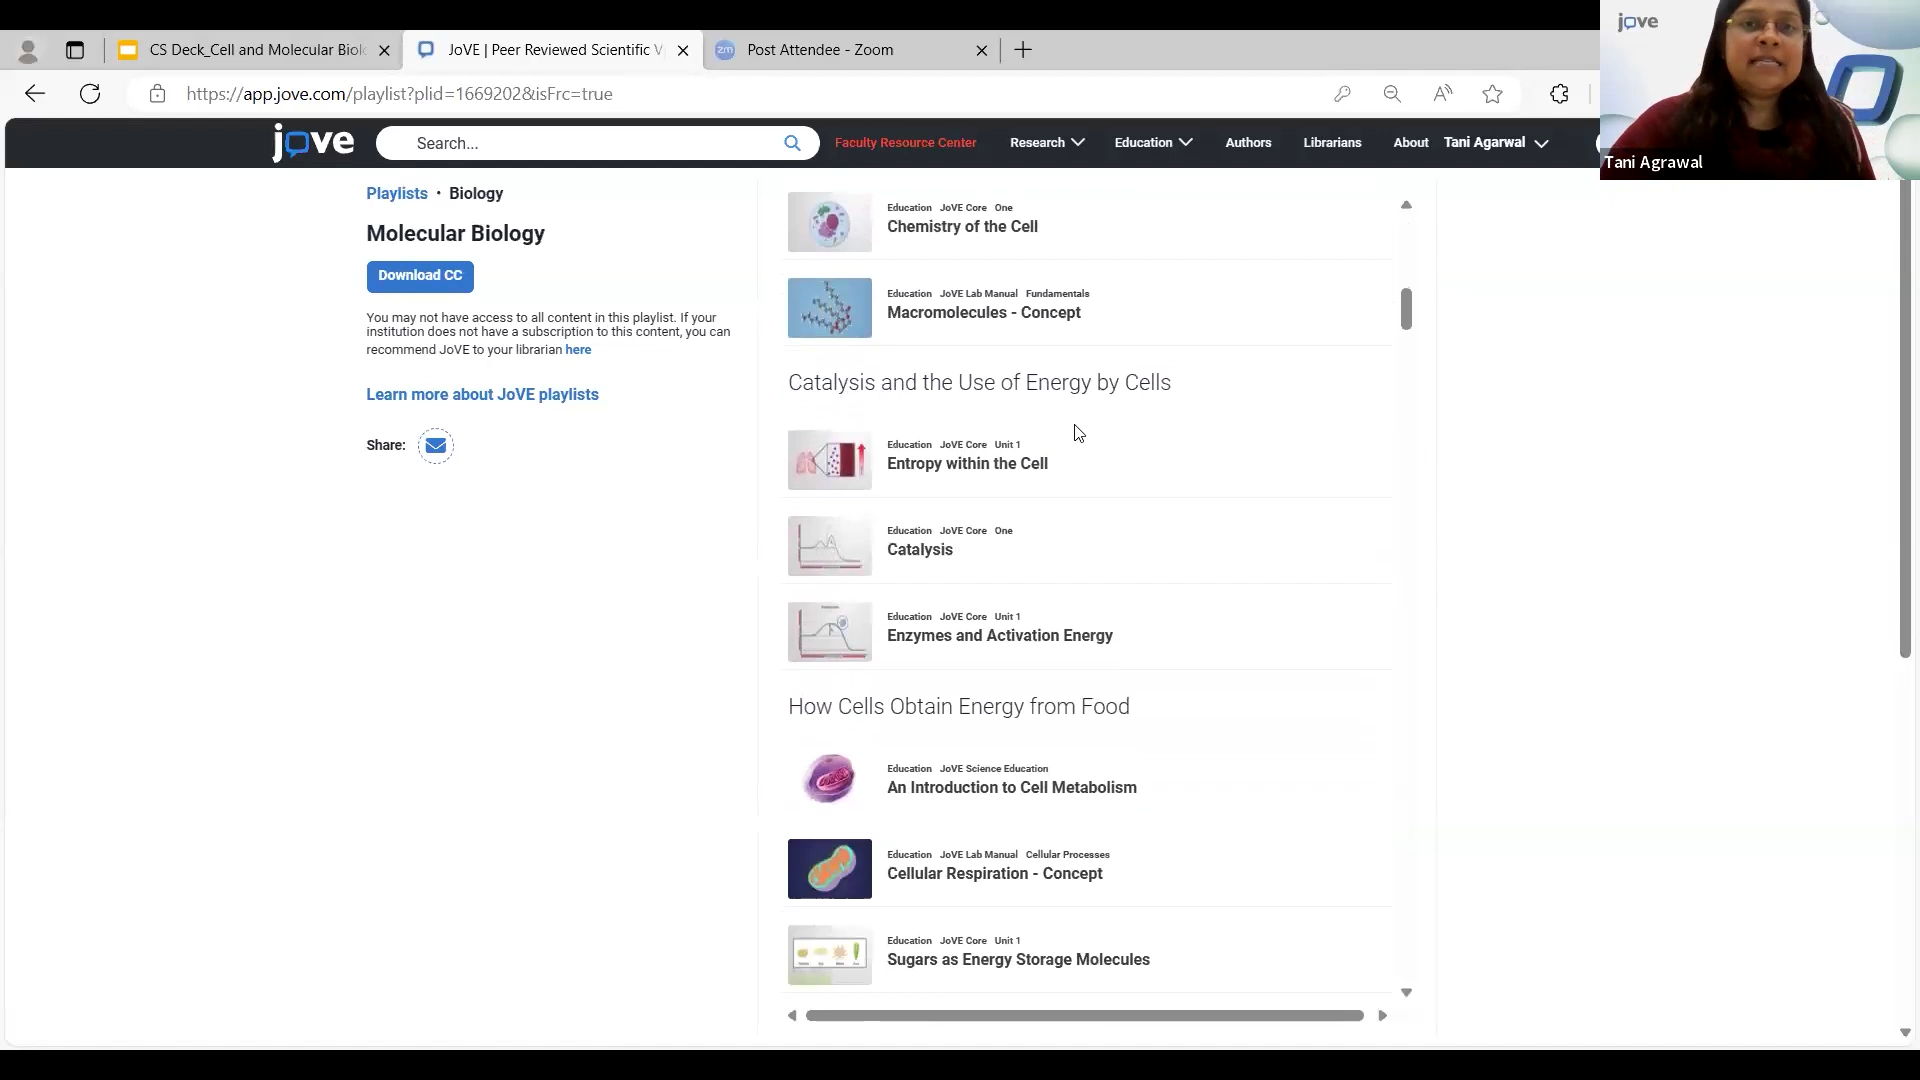 CS Deck_Cell and Molecular Biolo
JoVE | Peer Reviewed Scientific V
zm
Post Attendee - Zoom
jove
Tani Agrawal
https://app.jove.com/playlist?plid=1669202&isFrc=true
jove
Search...
Faculty Resource Center
Research
Education
Authors
Librarians
About
Tani Agarwal
Playlists • Biology
Molecular Biology
Download CC
You may not have access to all content in this playlist. If your
institution does not have a subscription to this content, you can
recommend JoVE to your librarian here
Learn more about JoVE playlists
Share:
Education JoVE Core One
Chemistry of the Cell
Education JoVE Lab Manual Fundamentals
Macromolecules - Concept
Catalysis and the Use of Energy by Cells
Education JoVE Core Unit 1
Entropy within the Cell
Education JoVE Core One
Catalysis
Education JoVE Core Unit 1
Enzymes and Activation Energy
How Cells Obtain Energy from Food
Education JoVE Science Education
An Introduction to Cell Metabolism
Education JoVE Lab Manual Cellular Processes
Cellular Respiration - Concept
Education JoVE Core Unit 1
Sugars as Energy Storage Molecules